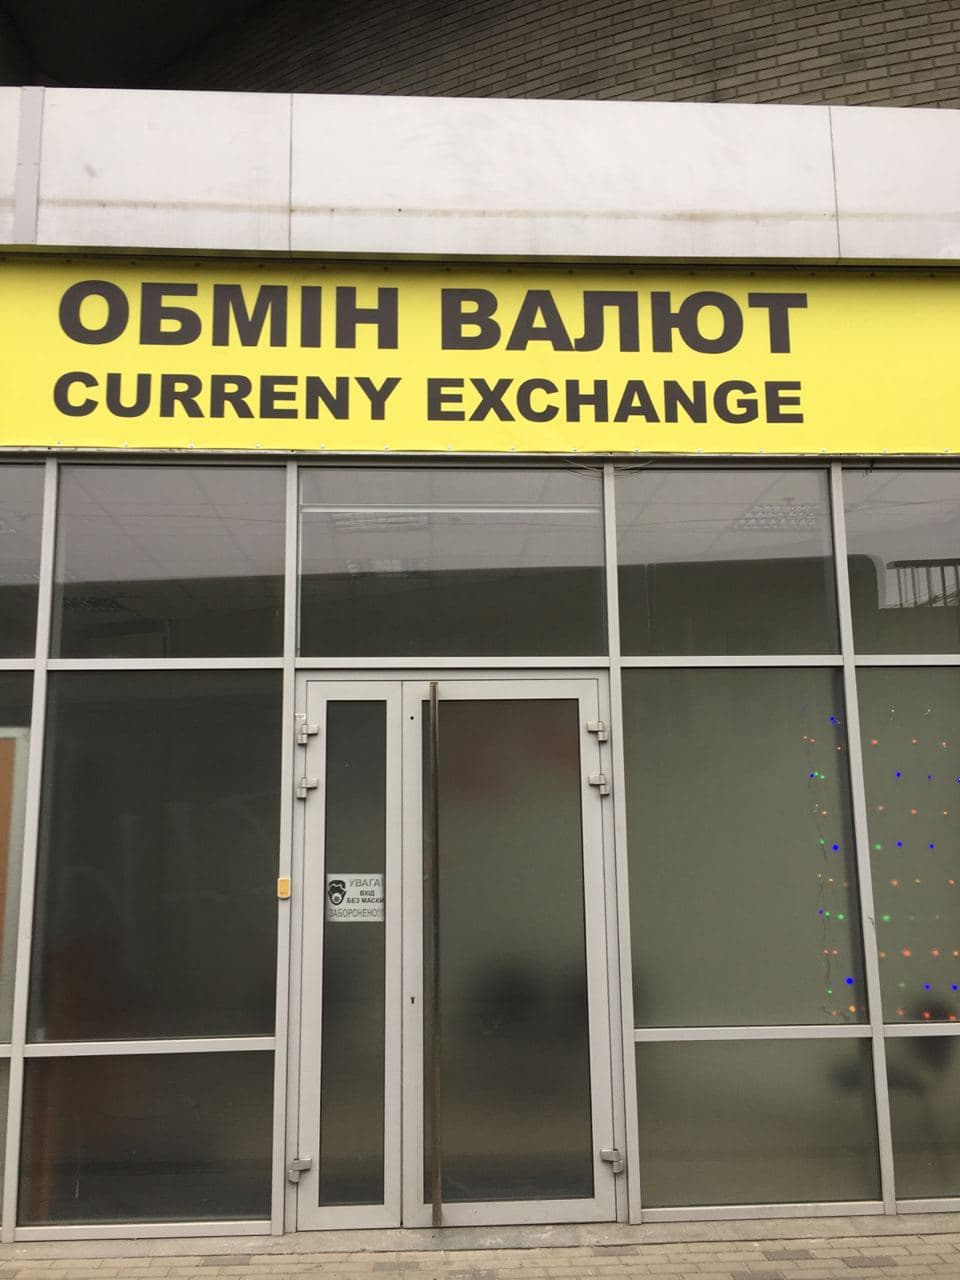 ОБМІН ВАЛЮТ
CURRENY EXCHANGE
УВАГА!
ВХІД
БЕЗ МАСКИ
ЗАБОРОНЕНО!!!